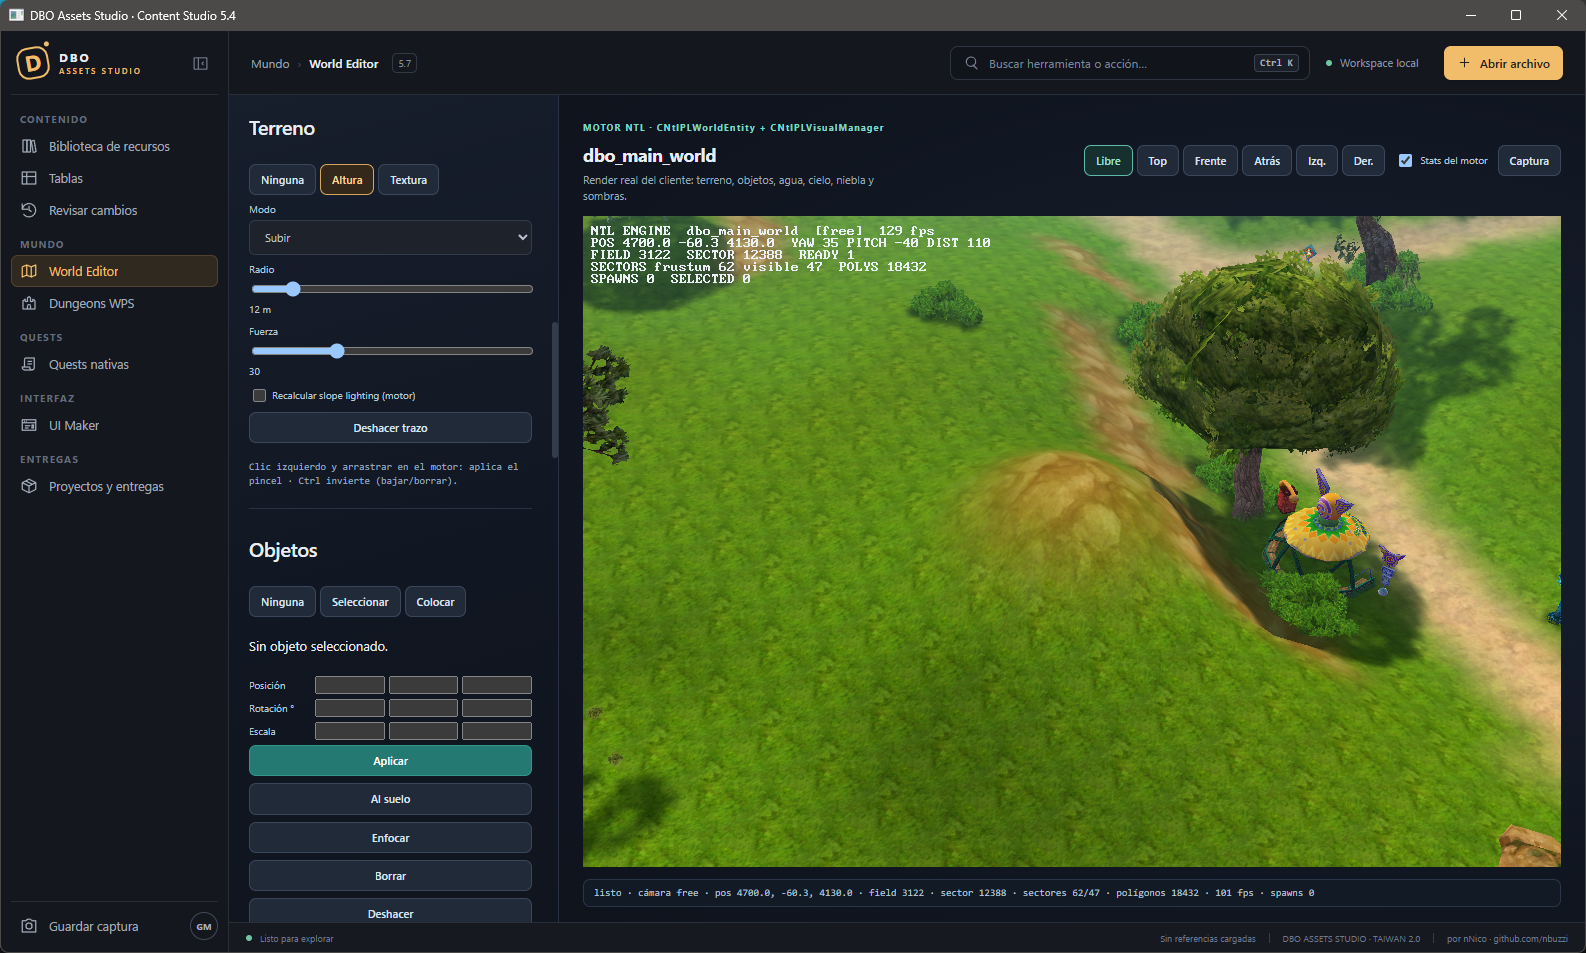 DBO Assets Studio · Content Studio 5.4
D
DBO
ASSETS STUDIO
Mundo › World Editor 5.7
Buscar herramienta o acción...
Ctrl K
Workspace local
+ Abrir archivo
CONTENIDO
Biblioteca de recursos
Tablas
Revisar cambios
MUNDO
World Editor
Dungeons WPS
QUESTS
Quests nativas
INTERFAZ
UI Maker
ENTREGAS
Proyectos y entregas
Guardar captura
GM
Terreno
Ninguna
Altura
Textura
Modo
Subir
Radio
12 m
Fuerza
30
Recalcular slope lighting (motor)
Deshacer trazo
Clic izquierdo y arrastrar en el motor: aplica el
pincel · Ctrl invierte (bajar/borrar).
Objetos
Ninguna
Seleccionar
Colocar
Sin objeto seleccionado.
Posición
Rotación °
Escala
Aplicar
Al suelo
Enfocar
Borrar
Deshacer
MOTOR NTL · CNtlPLWorldEntity + CNtlPLVisualManager
dbo_main_world
Render real del cliente: terreno, objetos, agua, cielo, niebla y
sombras.
Libre
Top
Frente
Atrás
Izq.
Der.
Stats del motor
Captura
NTL ENGINE dbo_main_world [free] 129 fps
POS 4700.0 -60.3 4130.0 YAW 35 PITCH -40 DIST 110
FIELD 3122 SECTOR 12388 READY 1
SECTORS frustum 62 visible 47 POLYS 18432
SPAWNS 0 SELECTED 0
listo · cámara free · pos 4700.0, -60.3, 4130.0 · field 3122 · sector 12388 · sectores 62/47 · polígonos 18432 · 101 fps · spawns 0
Listo para explorar
Sin referencias cargadas
DBO ASSETS STUDIO · TAIWAN 2.0
por nNico · github.com/nbuzzi